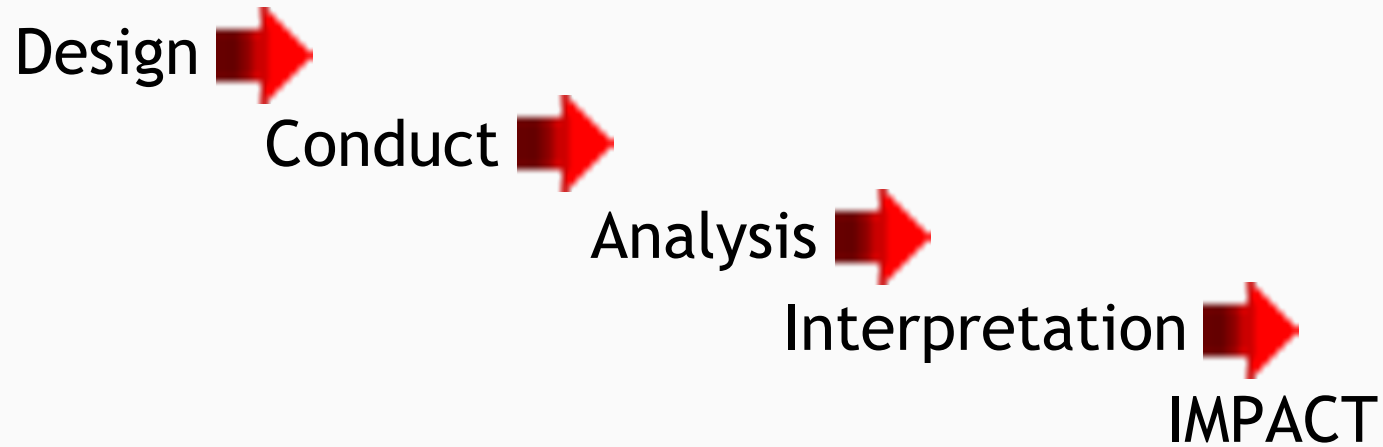 Design
Conduct
Analysis
Interpretation
IMPACT